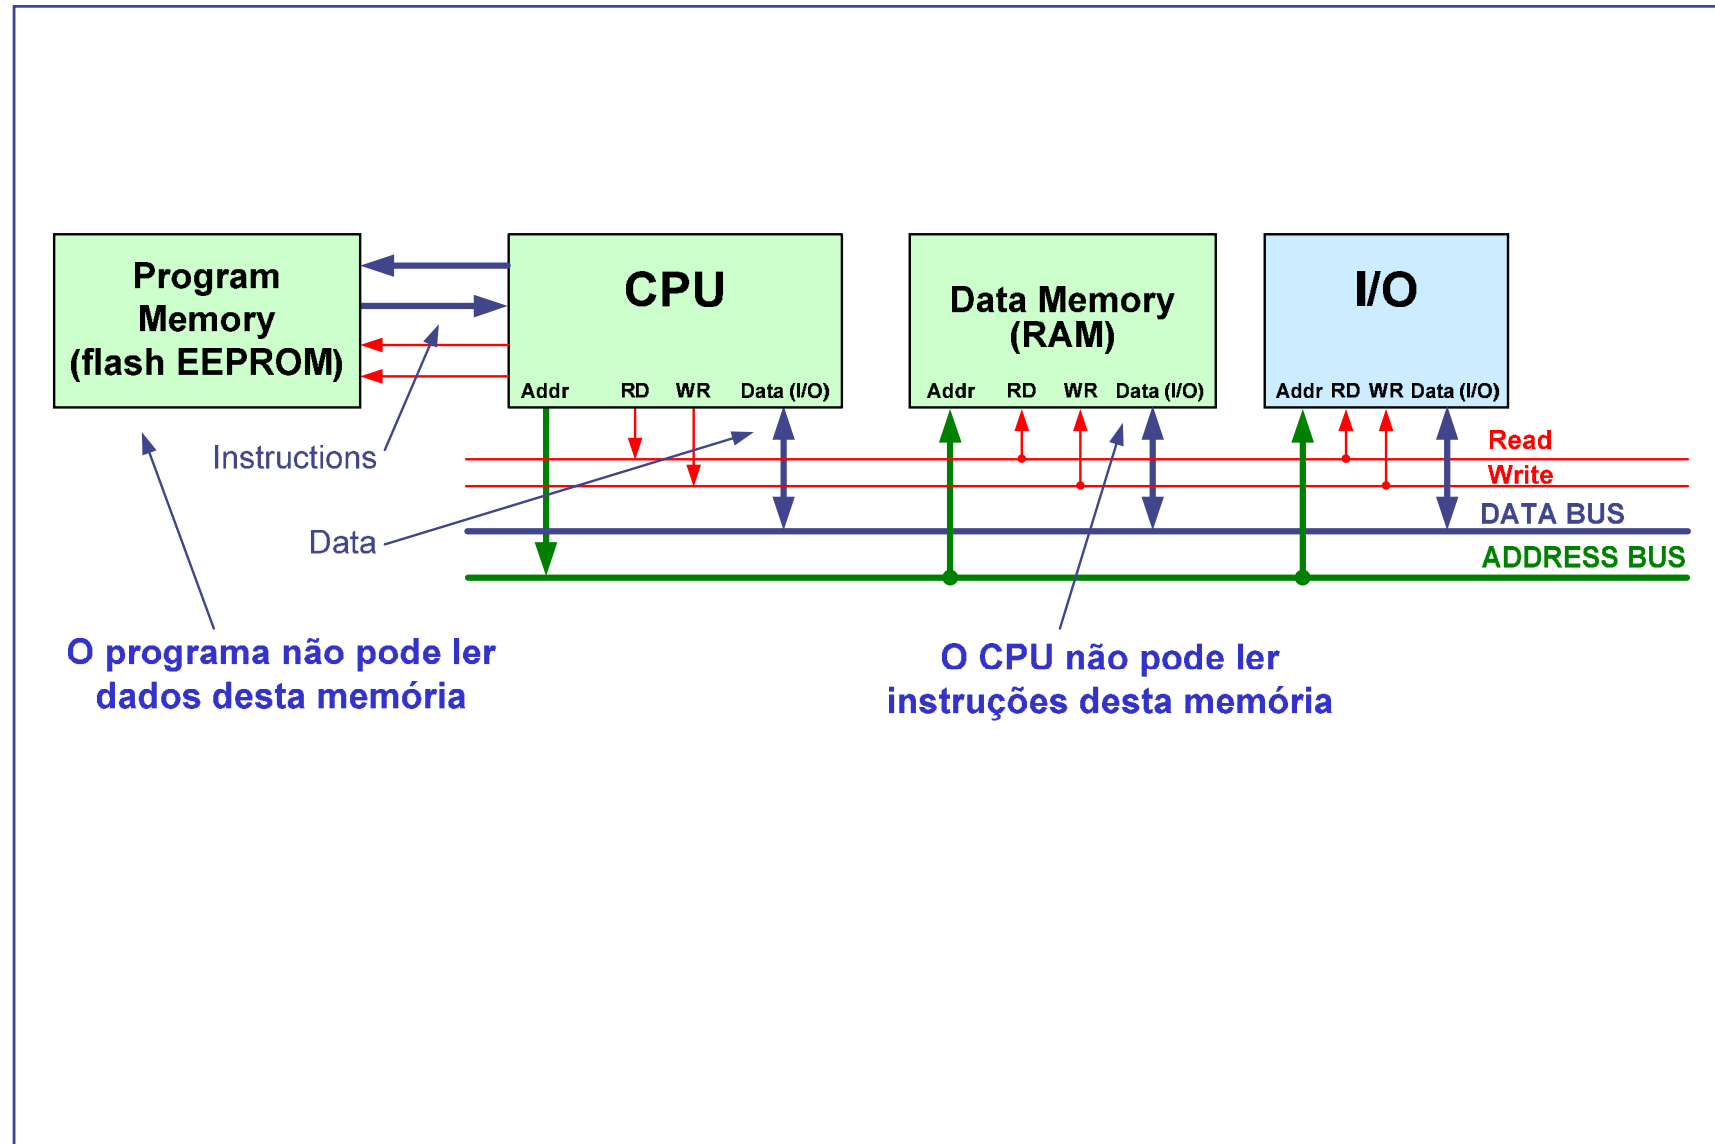 Program
Memory
(flash EEPROM)
CPU
Addr RD WR Data (I/O)
Data Memory
(RAM)
Addr RD WR Data (I/O)
I/O
Addr RD WR Data (I/O)
Instructions
Data
Read
Write
DATA BUS
ADDRESS BUS
O programa não pode ler
dados desta memória
O CPU não pode ler
instruções desta memória